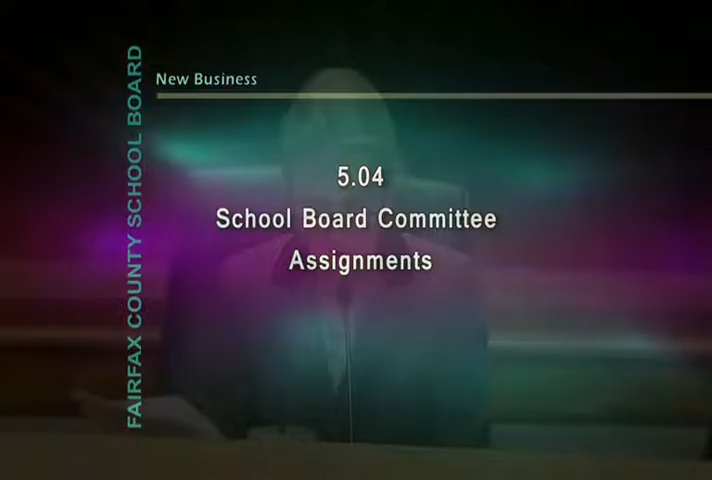 FAIRFAX COUNTY SCHOOL BOARD
New Business
5.04
School Board Committee
Assignments